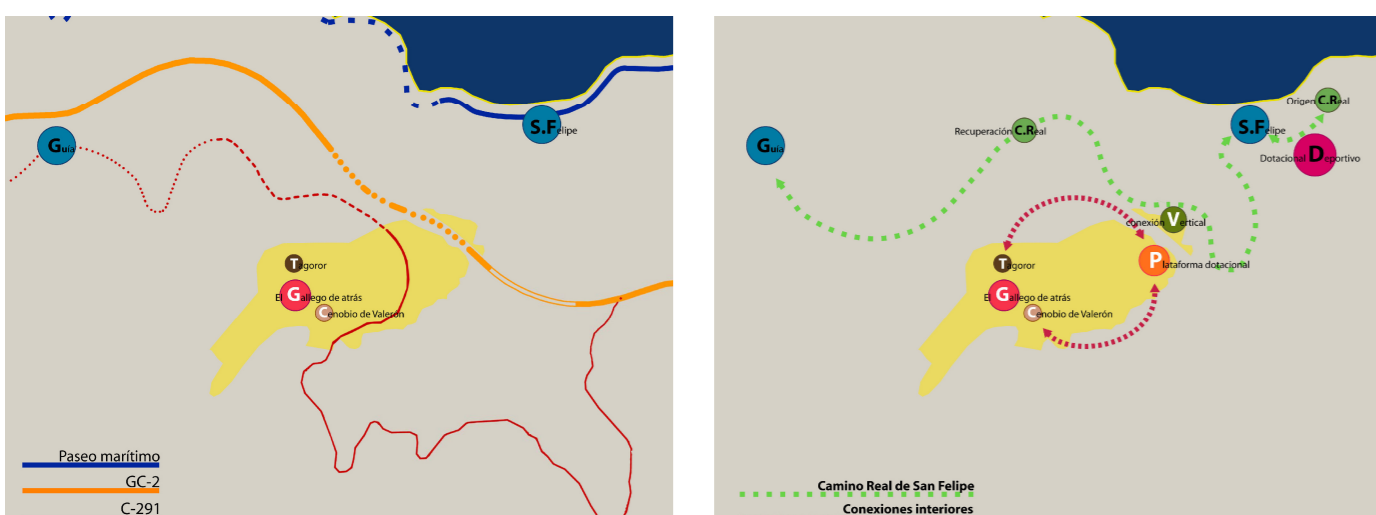 Guía
S.Felipe
Tagoror
El Gallego de atrás
Cenobio de Valerón
Paseo marítimo
GC-2
C-291
Origen C.Real
Recuperación C.Real
S.Felipe
Guía
Dotacional Deportivo
conexión Vertical
Plataforma dotacional
Tagoror
El Gallego de atrás
Cenobio de Valerón
Camino Real de San Felipe
Conexiones interiores